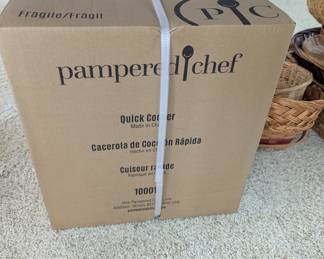 Fragile/Frágil
PC
pampered chef
Quick Cooker
Made in China
Cacerola de Cocción Rápida
Hecho en
Cuiseur rapide
10001